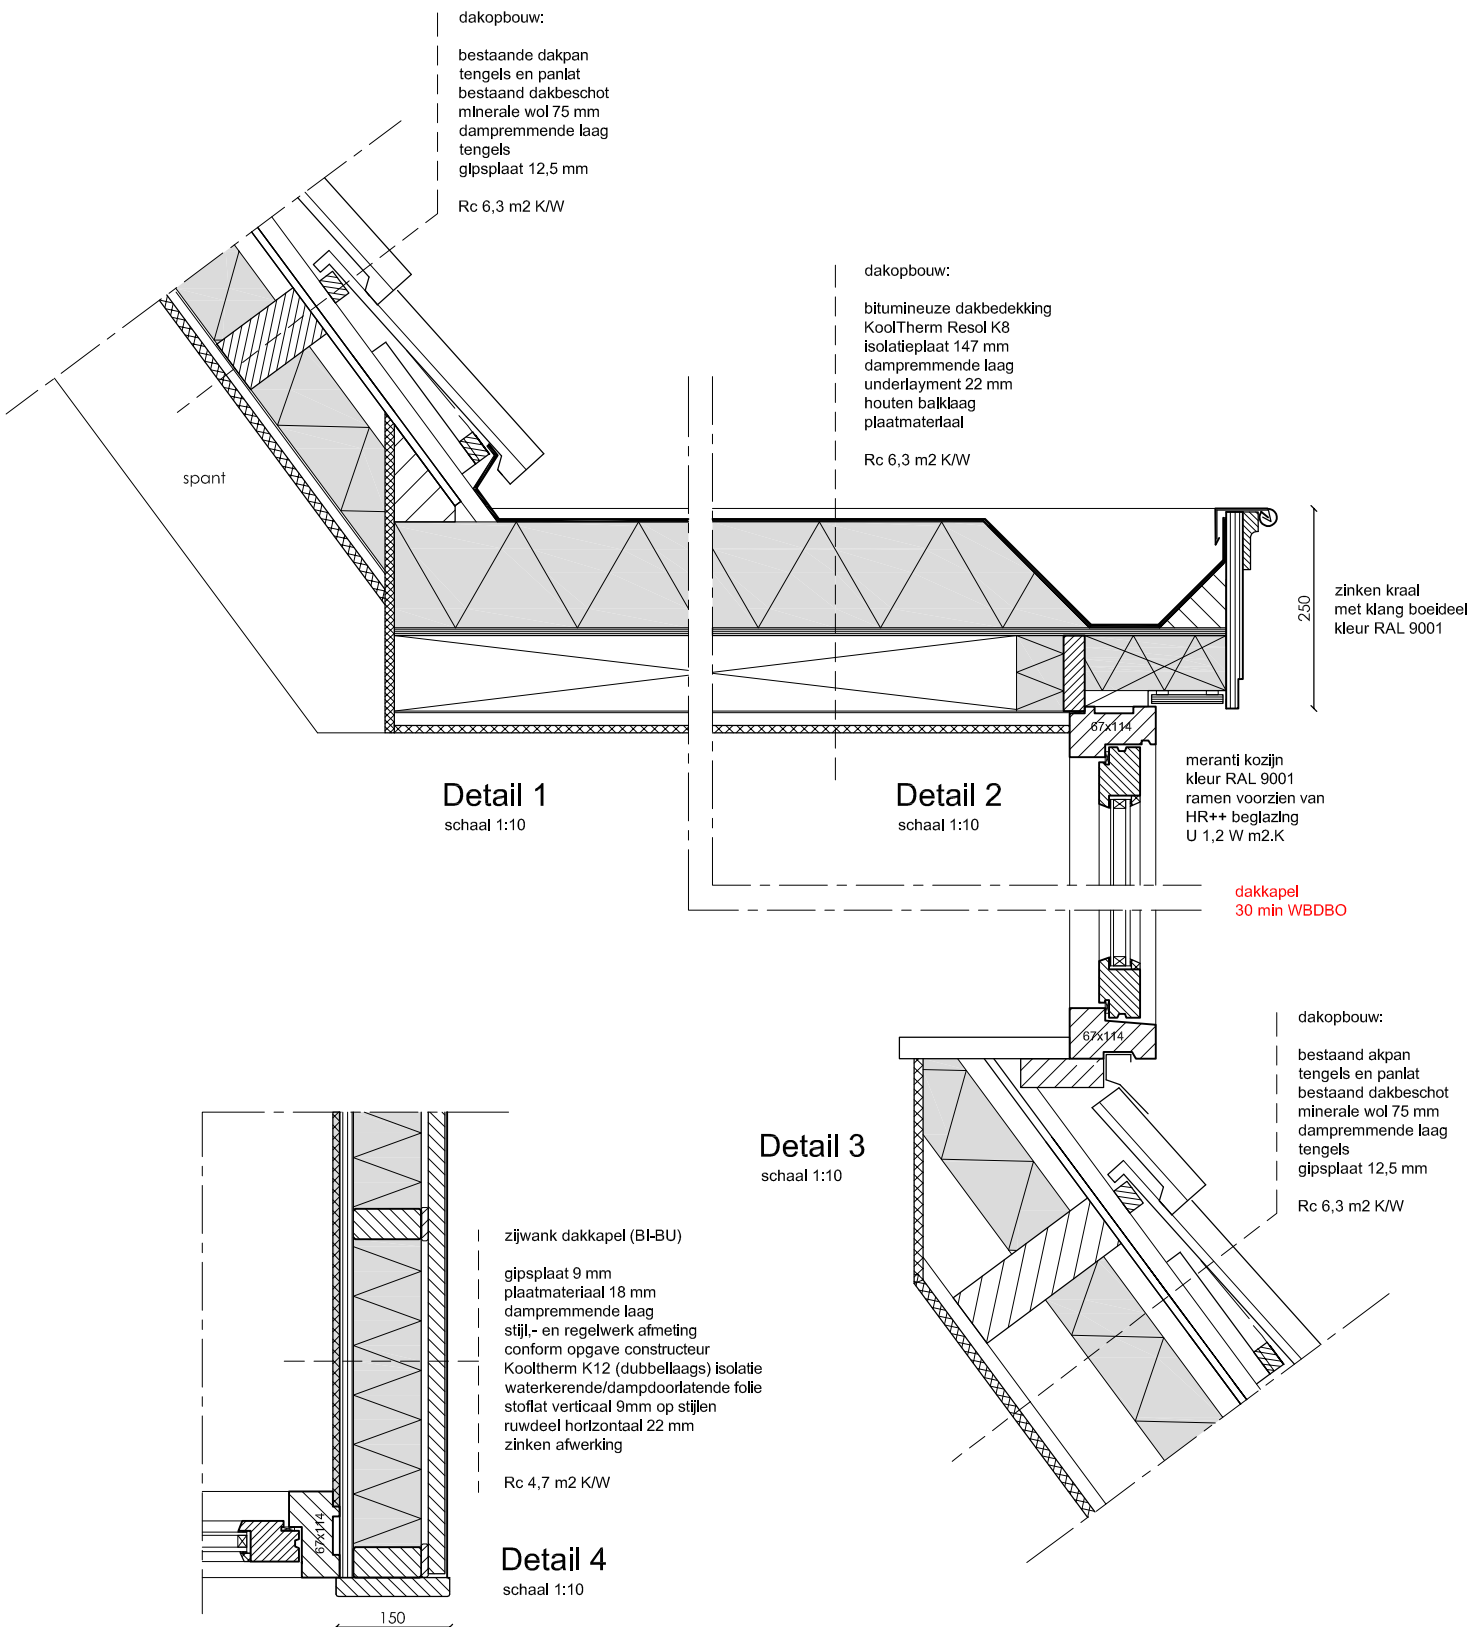 dakopbouw:
bestaande dakpan
tengels en panlat
bestaand dakbeschot
minerale wol 75 mm
dampremmende laag
tengels
gipsplaat 12,5 mm
Rc 6,3 m2 K/W
dakopbouw:
bitumineuze dakbedekking
KoolTherm Resol K8
isolatieplaat 147 mm
dampremmende laag
underlayment 22 mm
houten balklaag
plaatmateriaal
Rc 6,3 m2 K/W
spant
250
zinken kraal
met klang boeideel
kleur RAL 9001
67x114
meranti kozijn
kleur RAL 9001
ramen voorzien van
HR++ beglazing
U 1,2 W m2.K
Detail 1
schaal 1:10
Detail 2
schaal 1:10
dakkapel
30 min WBDBO
67x114
dakopbouw:
bestaand akpan
tengels en panlat
bestaand dakbeschot
minerale wol 75 mm
dampremmende laag
tengels
gipsplaat 12,5 mm
Rc 6,3 m2 K/W
Detail 3
schaal 1:10
zijwank dakkapel (BI-BU)
gipsplaat 9 mm
plaatmateriaal 18 mm
dampremmende laag
stijl,- en regelwerk afmeting
conform opgave constructeur
Kooltherm K12 (dubbellaags) isolatie
waterkerende/dampdoorlatende folie
stoflat verticaal 9mm op stijlen
ruwdeel horizontaal 22 mm
zinken afwerking
Rc 4,7 m2 K/W
67x114
Detail 4
schaal 1:10
150